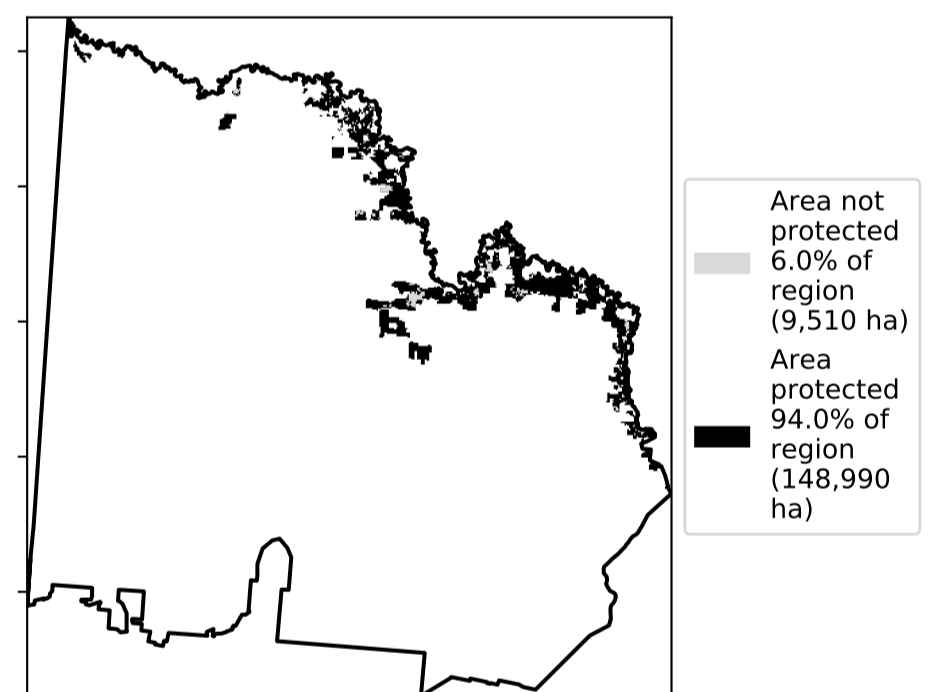 Area not
protected
6.0% of
region
(9,510 ha)
Area
protected
94.0% of
region
(148,990
ha)